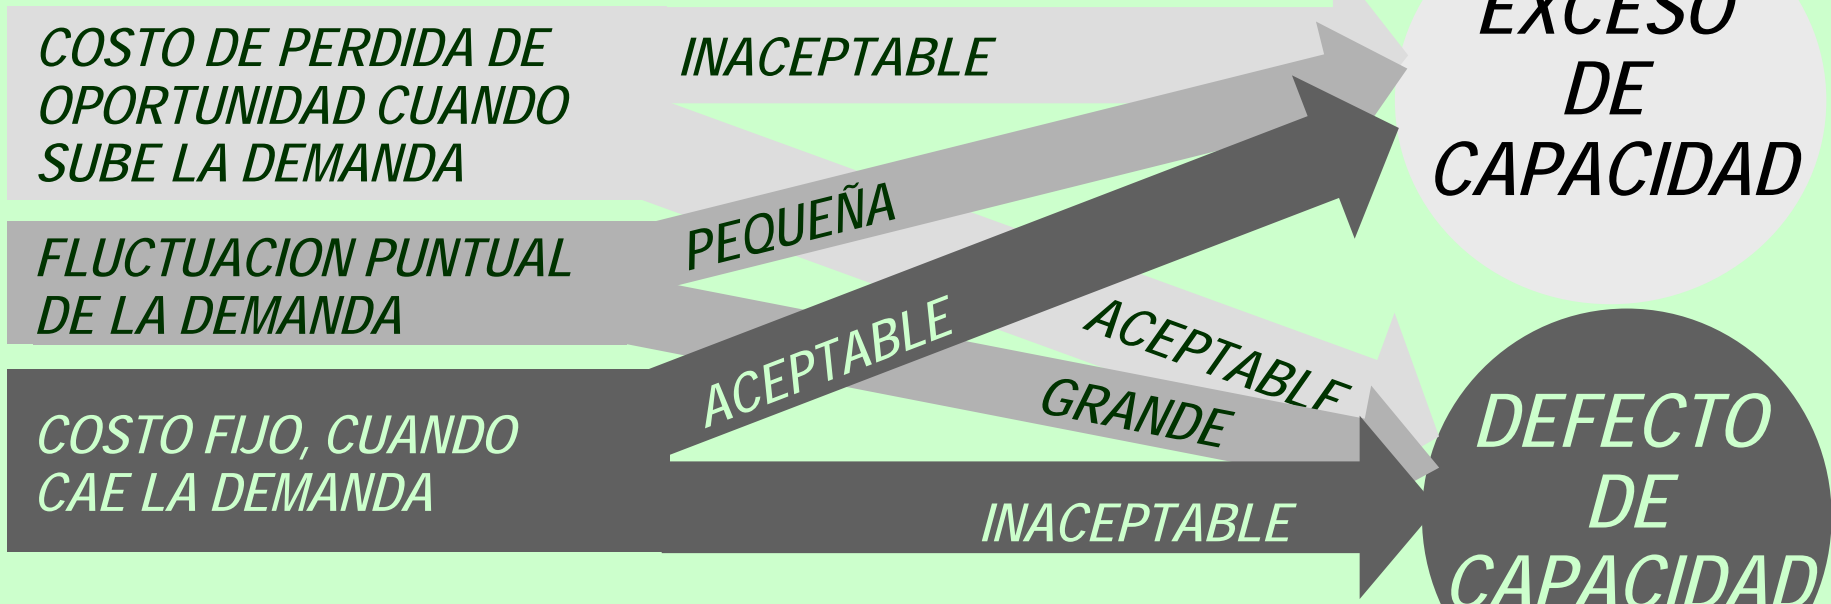 COSTO DE PERDIDA DE
OPORTUNIDAD CUANDO
SUBE LA DEMANDA
INACEPTABLE
ACEPTABLE
FLUCTUACION PUNTUAL
DE LA DEMANDA
PEQUEÑA
GRANDE
COSTO FIJO, CUANDO
CAE LA DEMANDA
ACEPTABLE
INACEPTABLE
EXCESO
DE
CAPACIDAD
DEFECTO
DE
CAPACIDAD